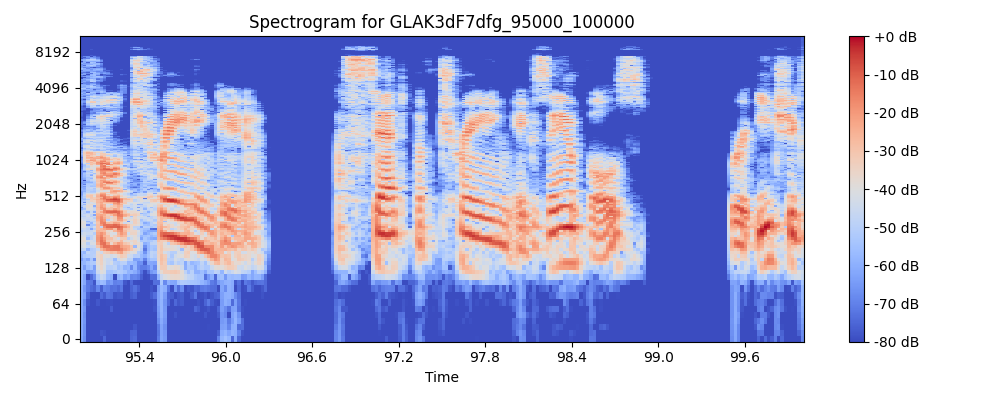 Spectrogram for GLAK3dF7dfg_95000_100000
Hz
8192
4096
2048
1024
512
256
128
64
0
95.4 96.0 96.6 97.2 97.8 98.4 99.0 99.6
Time
+0 dB
-10 dB
-20 dB
-30 dB
-40 dB
-50 dB
-60 dB
-70 dB
-80 dB